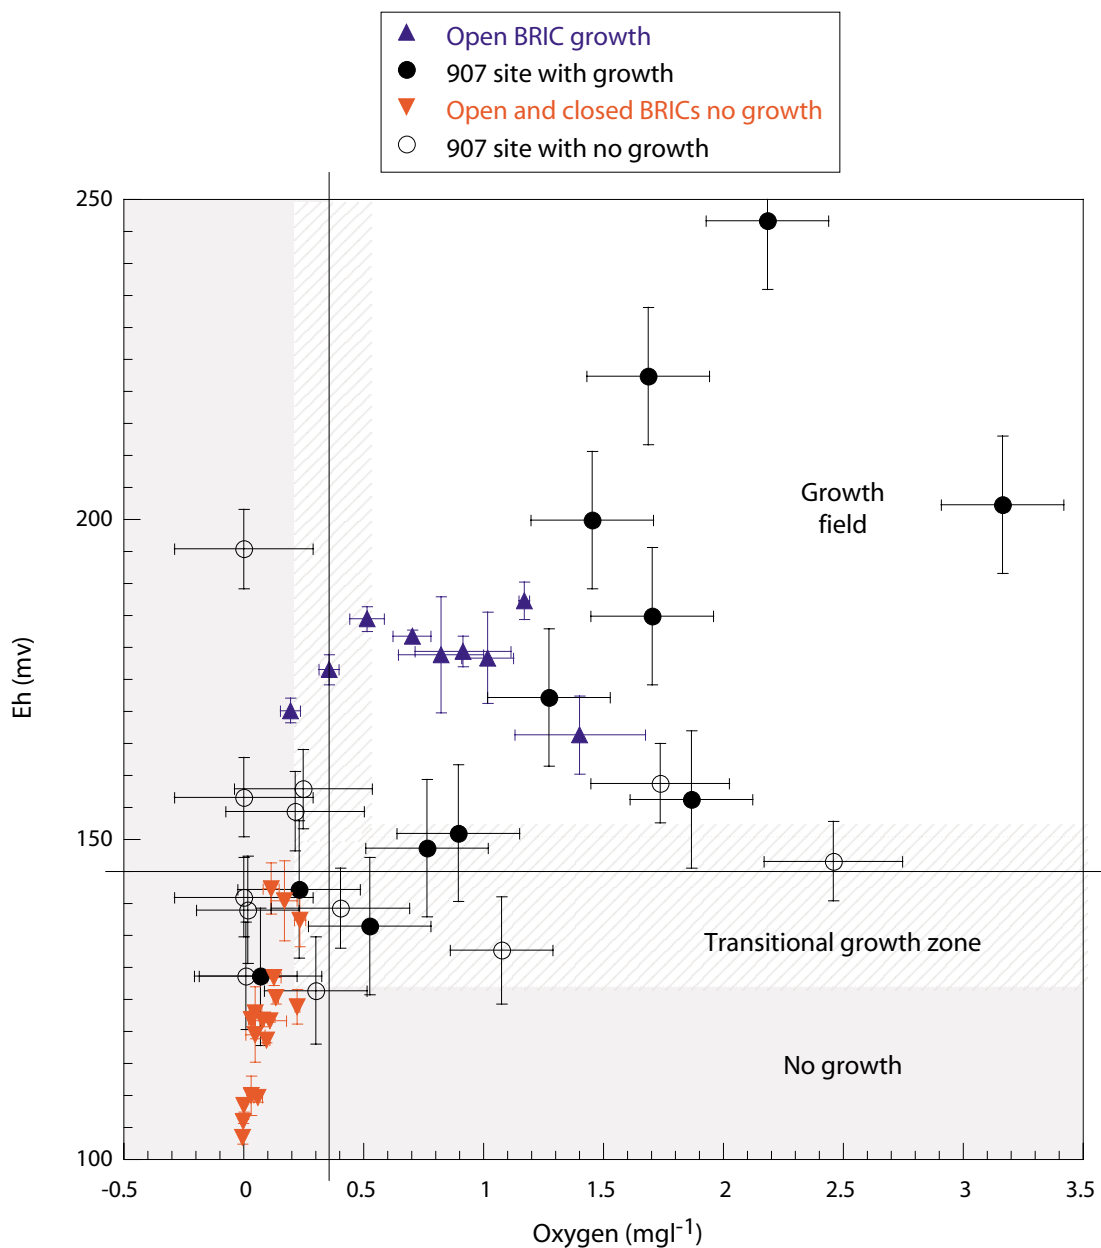 Open BRIC growth
907 site with growth
Open and closed BRICs no growth
907 site with no growth
250
200
150
100
Eh (mv)
Growth
field
Transitional growth zone
No growth
-0.5
0
0.5
1
1.5
2
2.5
3
3.5
Oxygen (mgl⁻¹)